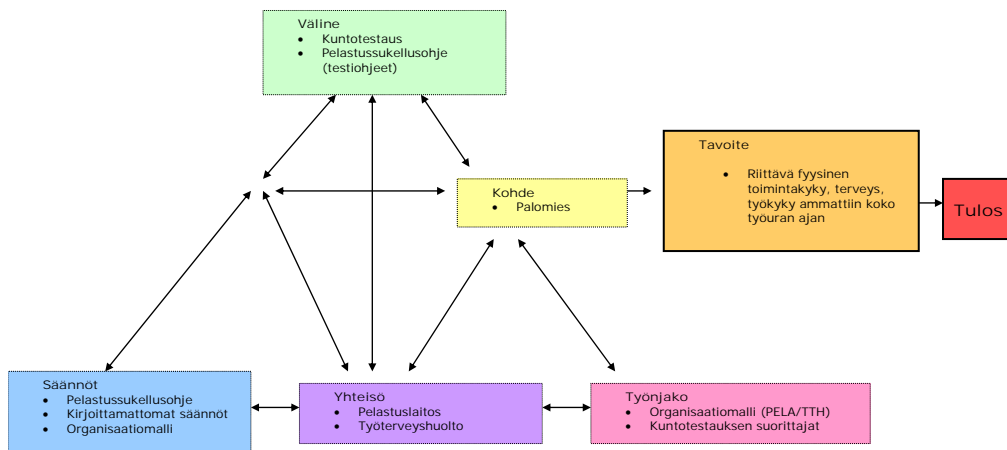 Väline
• Kuntotestaus
• Pelastussukellusohje
(testiohjeet)
Tavoite
• Riittävä fyysinen
toimintakyky, terveys,
työkyky ammattiin koko
työuran ajan
Kohde
• Palomies
Tulos
Säännöt
• Pelastussukellusohje
• Kirjoittamattomat säännöt
• Organisaatiomalli
Yhteisö
• Pelastuslaitos
• Työterveyshuolto
Työnjako
• Organisaatiomalli (PELA/TTH)
• Kuntotestauksen suorittajat